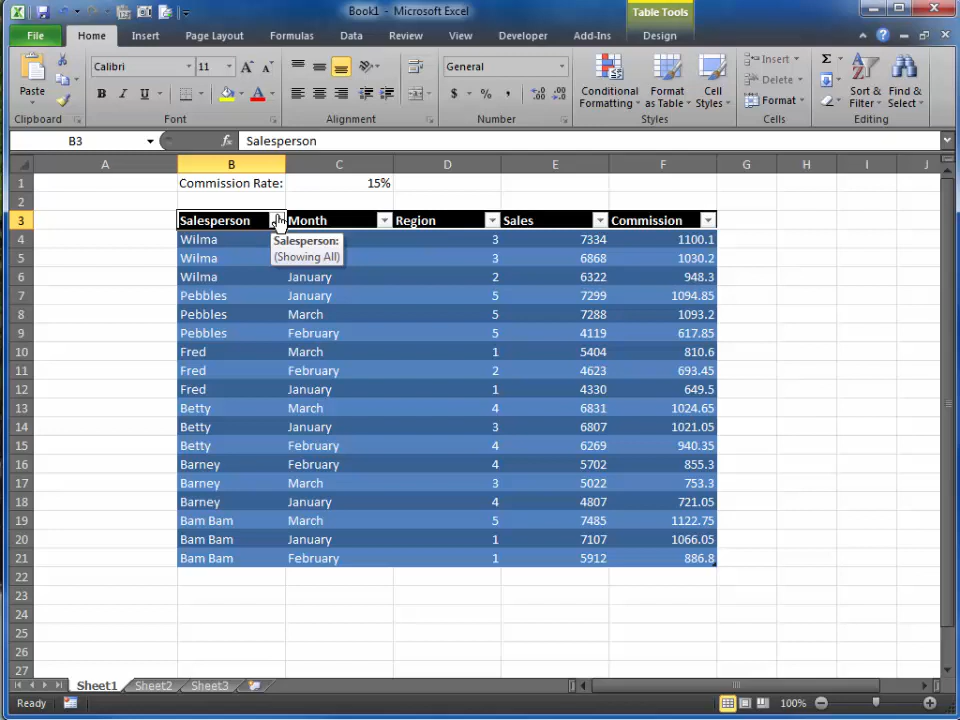 Book1 - Microsoft Excel
Table Tools
File Home Insert Page Layout Formulas Data Review View Developer Add-Ins Design
Paste
Clipboard
Calibri 11
B I U
Font
Alignment
General
$ % ,
Number
Conditional Formatting
Format as Table
Cell Styles
Styles
Insert
Delete
Format
Cells
Sort & Filter
Find & Select
Editing
B3 fx Salesperson
A B C D E F G H I J
1 Commission Rate: 15%
2
3 Salesperson Month Region Sales Commission
4 Wilma 3 7334 1100.1
Salesperson:
(Showing All)
5 Wilma 3 6868 1030.2
6 Wilma January 2 6322 948.3
7 Pebbles January 5 7299 1094.85
8 Pebbles March 5 7288 1093.2
9 Pebbles February 5 4119 617.85
10 Fred March 1 5404 810.6
11 Fred February 2 4623 693.45
12 Fred January 1 4330 649.5
13 Betty March 4 6831 1024.65
14 Betty January 3 6807 1021.05
15 Betty February 4 6269 940.35
16 Barney February 4 5702 855.3
17 Barney March 3 5022 753.3
18 Barney January 4 4807 721.05
19 Bam Bam March 5 7485 1122.75
20 Bam Bam January 1 7107 1066.05
21 Bam Bam February 1 5912 886.8
22
23
24
25
26
27
Sheet1 Sheet2 Sheet3
Ready 100%